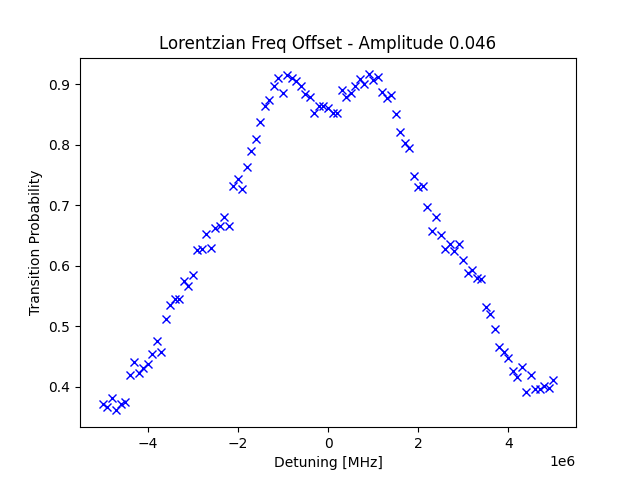 Lorentzian Freq Offset - Amplitude 0.046
Transition Probability
0.9
0.8
0.7
0.6
0.5
0.4
−4
−2
0
2
4
1e6
Detuning [MHz]